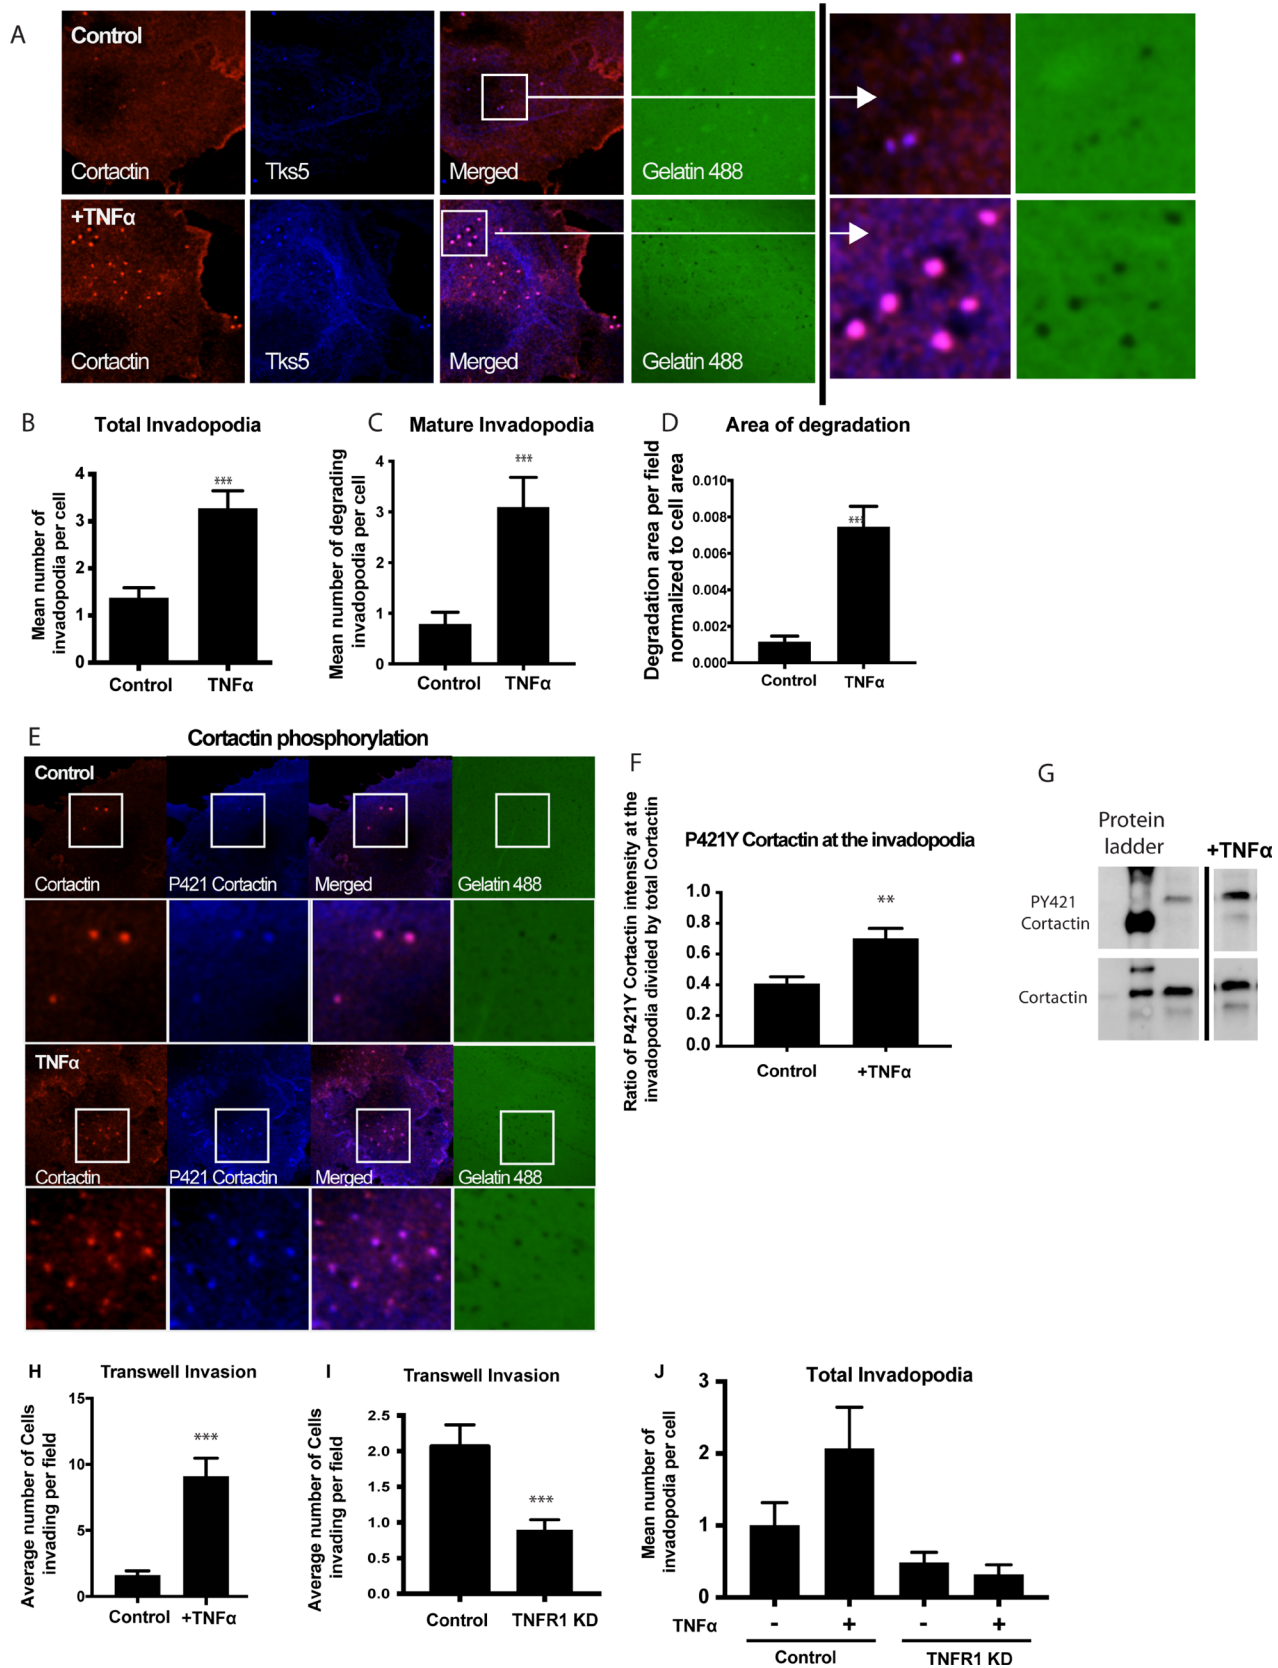 A
Control
Cortactin
Tks5
Merged
Gelatin 488
+TNFα
Cortactin
Tks5
Merged
Gelatin 488
B
Total Invadopodia
Mean number of
invadopodia per cell
4
3
2
1
0
***
Control
TNFα
C
Mature Invadopodia
Mean number of degrading
invadopodia per cell
4
3
2
1
0
***
Control
TNFα
D
Area of degradation
Degradation area per field
normalized to cell area
0.010
0.008
0.006
0.004
0.002
0.000
***
Control
TNFα
E
Cortactin phosphorylation
Control
Cortactin
P421 Cortactin
Merged
Gelatin 488
TNFα
Cortactin
P421 Cortactin
Merged
Gelatin 488
F
P421Y Cortactin at the invadopodia
Ratio of P421Y Cortactin intensity at the
invadopodia divided by total Cortactin
1.0
0.8
0.6
0.4
0.2
0.0
**
Control
+TNFα
G
Protein
ladder
+TNFα
PY421
Cortactin
Cortactin
H
Transwell Invasion
Average number of Cells
invading per field
15
10
5
0
***
Control
+TNFα
I
Transwell Invasion
Average number of Cells
invading per field
2.5
2.0
1.5
1.0
0.5
0.0
***
Control
TNFR1 KD
J
Total Invadopodia
Mean number of
invadopodia per cell
3
2
1
0
TNFα
-
+
-
+
Control
TNFR1 KD